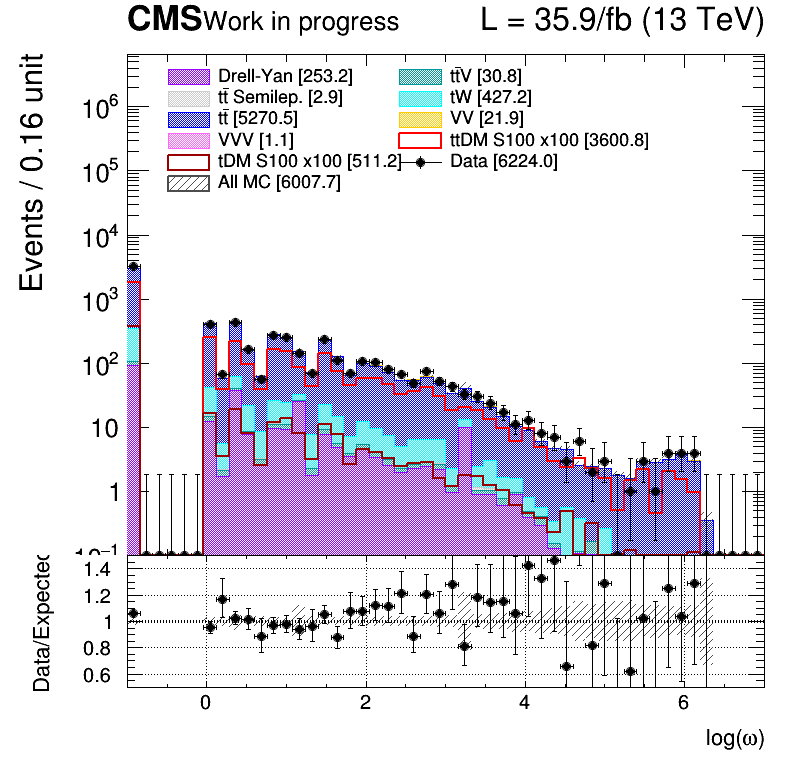 CMS Work in progress L = 35.9/fb (13 TeV)
Events / 0.16 unit
10⁶
10⁵
10⁴
10³
10²
10
1
10⁻¹
Drell-Yan [253.2]
tt̄V [30.8]
tt̄ Semilep. [2.9]
tW [427.2]
tt̄ [5270.5]
VV [21.9]
VVV [1.1]
ttDM S100 x100 [3600.8]
tDM S100 x100 [511.2]
Data [6224.0]
All MC [6007.7]
Data/Expected
1.4
1.2
1
0.8
0.6
0 2 4 6
log(ω)